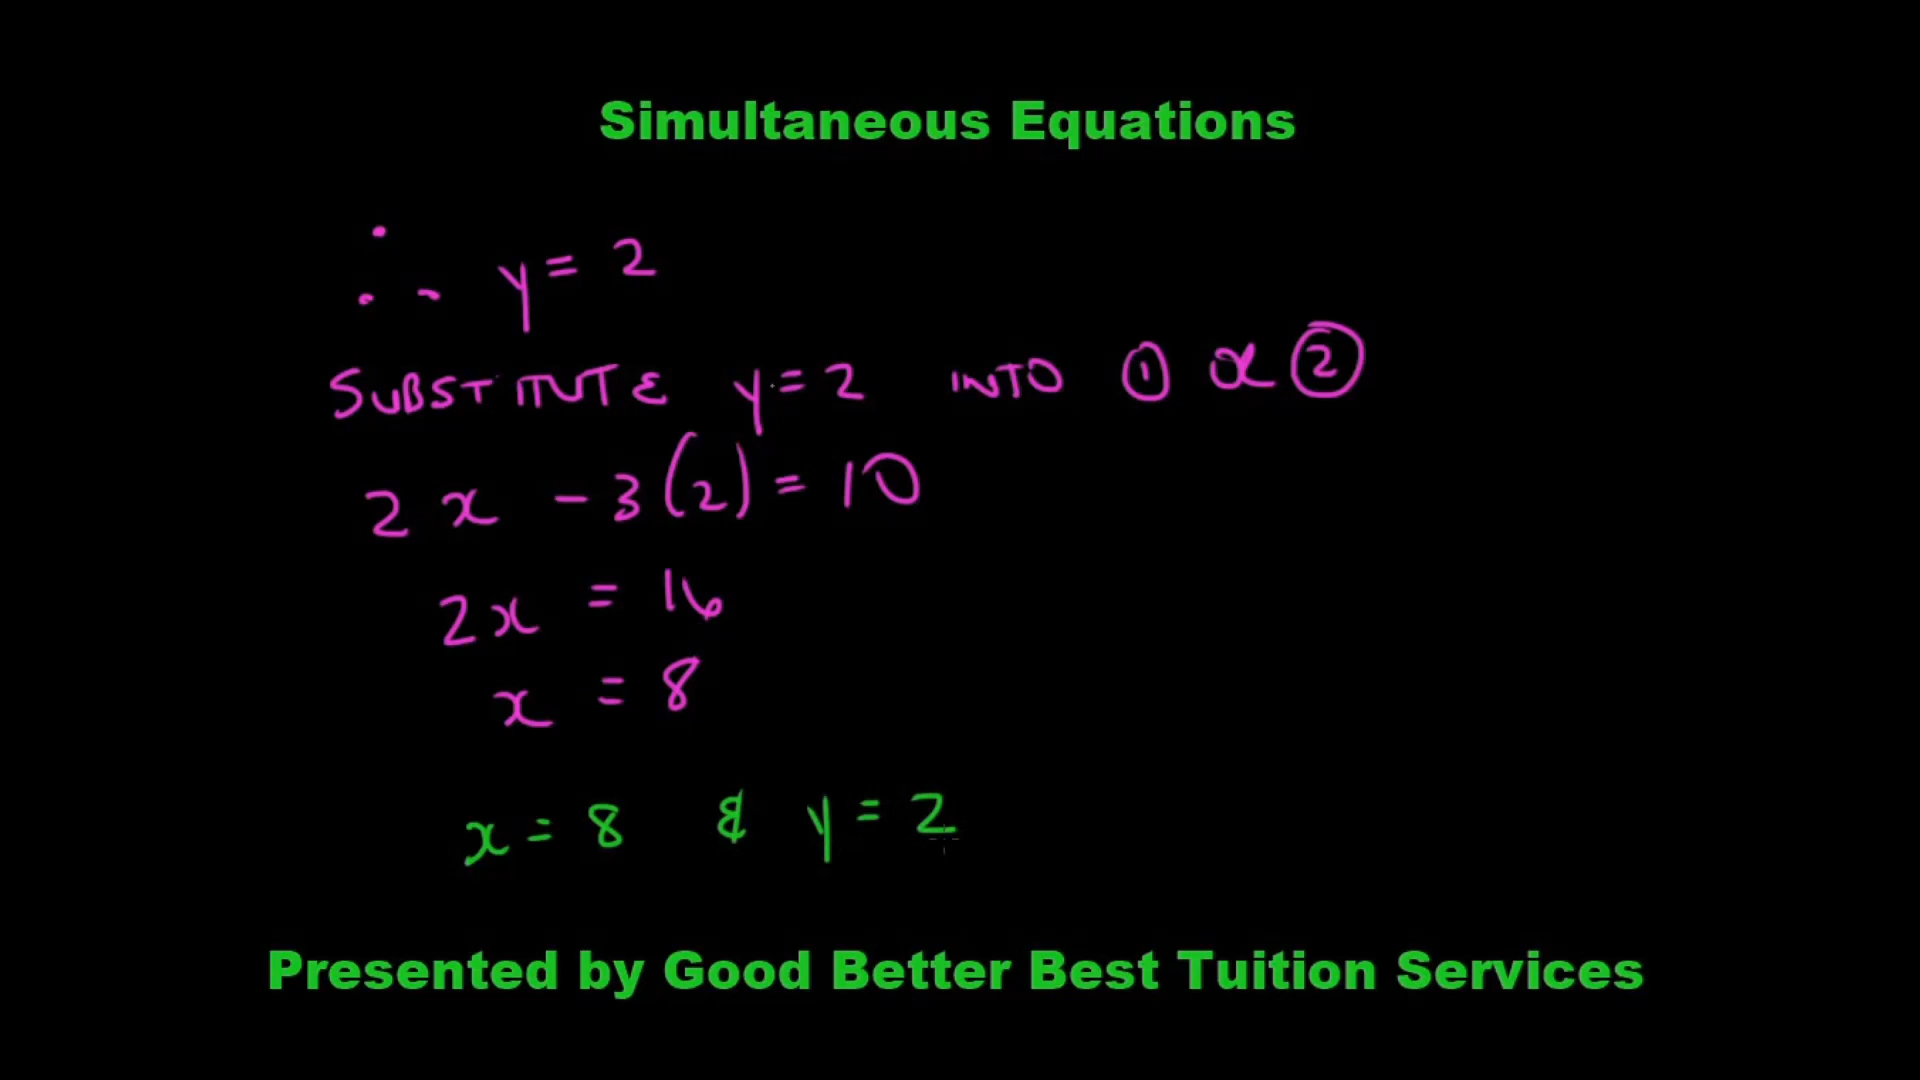 Simultaneous Equations
∴ y = 2
SUBSTITUTE y = 2 INTO ① OR ②
2x - 3(2) = 10
2x = 16
x = 8
x = 8 & y = 2
Presented by Good Better Best Tuition Services